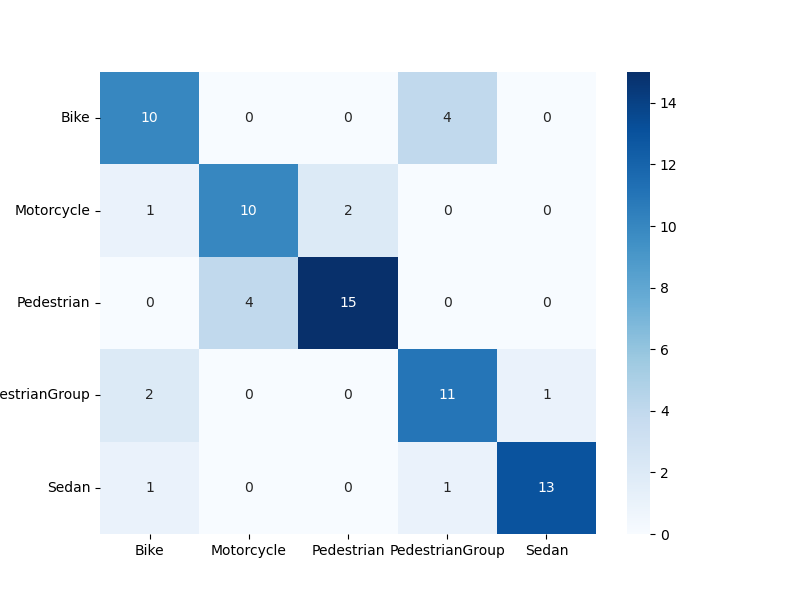 Bike 10 0 0 4 0
Motorcycle 1 10 2 0 0
Pedestrian 0 4 15 0 0
estrianGroup 2 0 0 11 1
Sedan 1 0 0 1 13
Bike Motorcycle Pedestrian PedestrianGroup Sedan
14
12
10
8
6
4
2
0